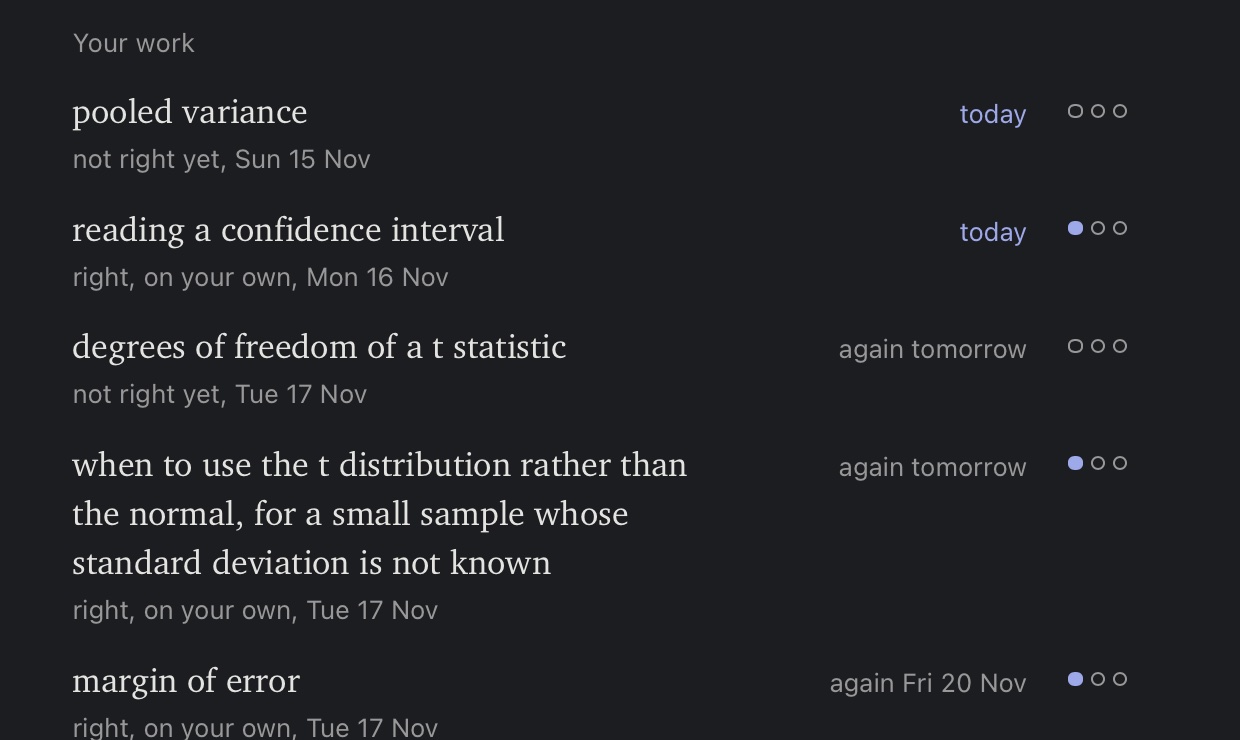 Your work
pooled variance
today
not right yet, Sun 15 Nov
reading a confidence interval
today
right, on your own, Mon 16 Nov
degrees of freedom of a t statistic
again tomorrow
not right yet, Tue 17 Nov
when to use the t distribution rather than
again tomorrow
the normal, for a small sample whose
standard deviation is not known
right, on your own, Tue 17 Nov
margin of error
again Fri 20 Nov
right, on your own, Tue 17 Nov